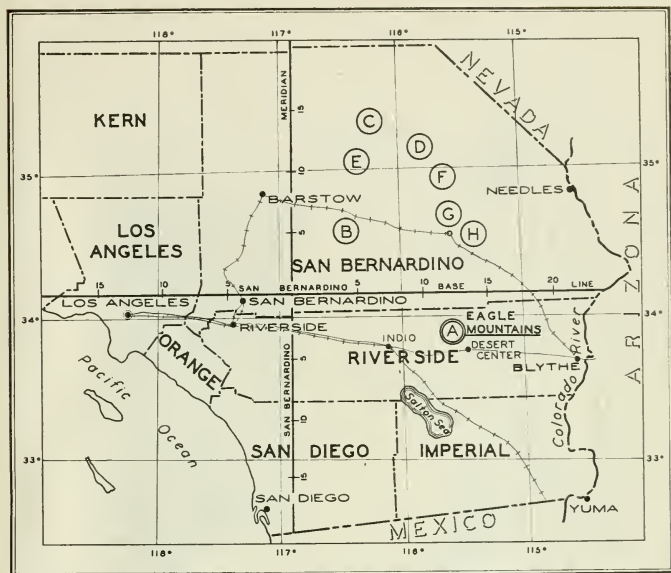 118° 117° 116° 115°
NEVADA
KERN
MERIDIAN
15
C
D
E
10
F
35 35
BARSTOW
NEEDLES
G
LOS ANGELES
B
5
H
SAN BERNARDINO
ARIZONA
SAN BERNARDINO 5 BASE 10 15 20 LINE
LOS ANGELES
SAN BERNARDINO
34 34
RIVERSIDE
A
EAGLE MOUNTAINS
INDIO
DESERT CENTER
ORANGE
RIVERSIDE
BLYTHE
SAN BERNARDINO
Colorado River
Pacific Ocean
Salton Sea
10
SAN DIEGO
IMPERIAL
33 33
15
SAN DIEGO
MEXICO
YUMA
118° 117° 116° 115°